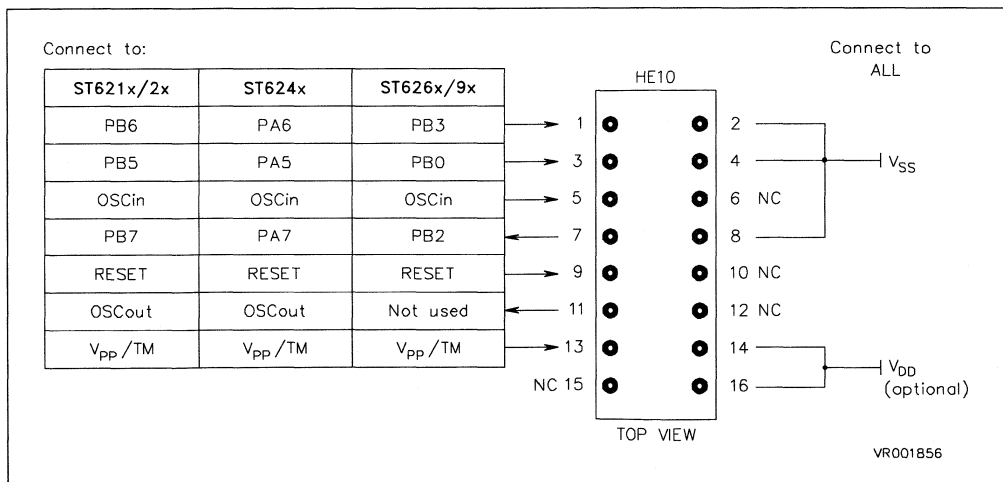 Connect to:
Connect to
ALL
HE10
ST621x/2x ST624x ST626x/9x
PB6 PA6 PB3 1 2
PB5 PA5 PB0 3 4 VSS
OSCin OSCin OSCin 5 6 NC
PB7 PA7 PB2 7 8
RESET RESET RESET 9 10 NC
OSCout OSCout Not used 11 12 NC
VPP/TM VPP/TM VPP/TM 13 14
VDD
(optional)
NC 15 16
TOP VIEW
VR001856